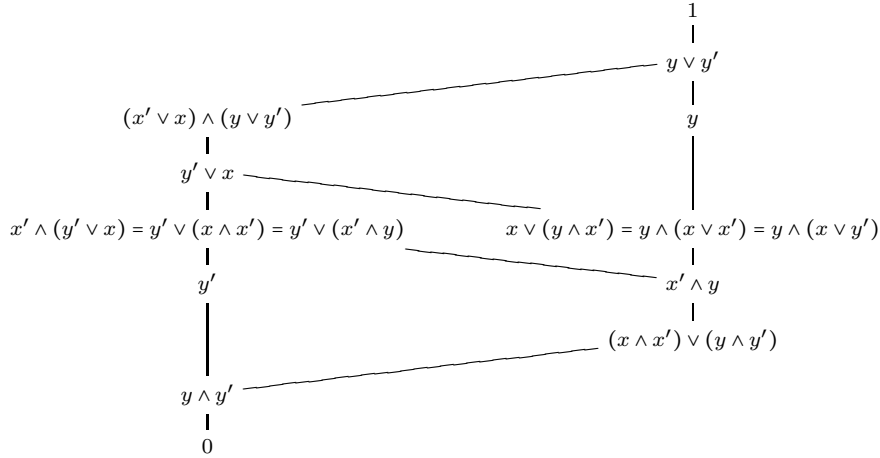 1
y ∨ y′
(x′ ∨ x) ∧ (y ∨ y′)
y
y′ ∨ x
x′ ∧ (y′ ∨ x) = y′ ∨ (x ∧ x′) = y′ ∨ (x′ ∧ y)
x ∨ (y ∧ x′) = y ∧ (x ∨ x′) = y ∧ (x ∨ y′)
y′
x′ ∧ y
(x ∧ x′) ∨ (y ∧ y′)
y ∧ y′
0